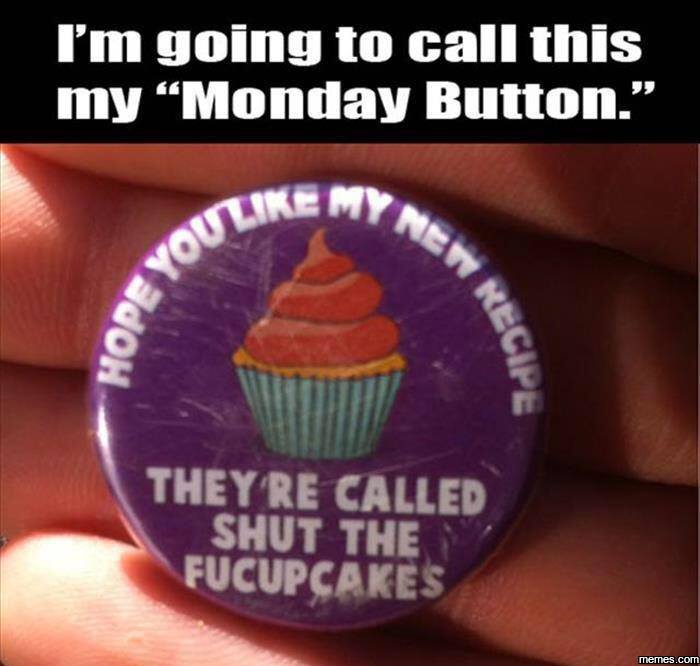 I'm going to call this
my “Monday Button.”
HOPE YOU LIKE MY NEW RECIPE
THEY'RE CALLED
SHUT THE
FUCUPCAKES
memes.com